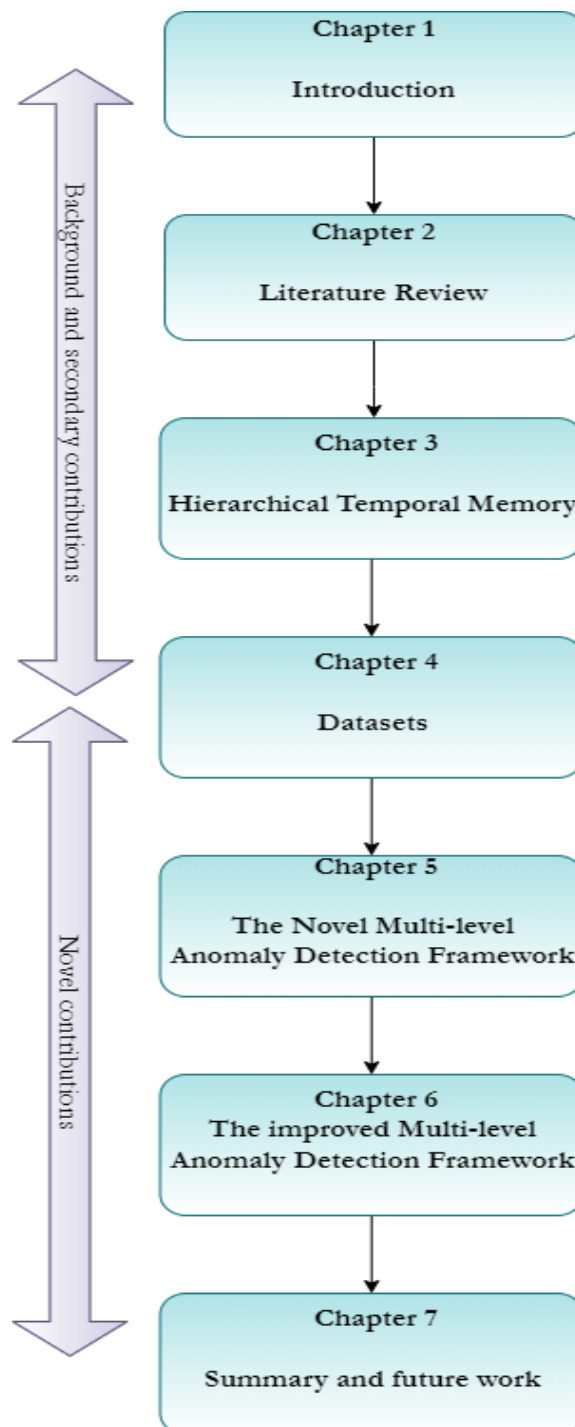 Chapter 1
Introduction
Background and secondary contributions
Chapter 2
Literature Review
Chapter 3
Hierarchical Temporal Memory
Chapter 4
Datasets
Novel contributions
Chapter 5
The Novel Multi-level
Anomaly Detection Framework
Chapter 6
The improved Multi-level
Anomaly Detection Framework
Chapter 7
Summary and future work